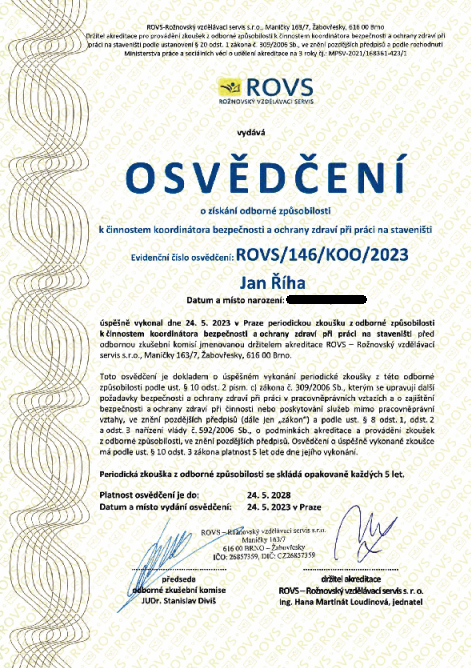 ROVS-Rožnovský vzdělávací servis s.r.o., Maničky 163/7, Žabovřesky, 616 00 Brno
Držitel akreditace pro provádění zkoušek z odborné způsobilosti k činnostem koordinátora bezpečnosti a ochrany zdraví při
práci na staveništi podle ustanovení § 20 odst. 1 zákona č. 309/2006 Sb., ve znění pozdějších předpisů a podle rozhodnutí
Ministerstva práce a sociálních věcí o udělení akreditace na 3 roky čj.: MPSV-2021/168361-423/1
ROVS
ROŽNOVSKÝ VZDĚLÁVACÍ SERVIS
vydává
OSVĚDČENÍ
o získání odborné způsobilosti
k činnostem koordinátora bezpečnosti a ochrany zdraví při práci na staveništi
Evidenční číslo osvědčení: ROVS/146/KOO/2023
Jan Říha
Datum a místo narození:
úspěšně vykonal dne 24. 5. 2023 v Praze periodickou zkoušku z odborné způsobilosti
k činnostem koordinátora bezpečnosti a ochrany zdraví při práci na staveništi před
odbornou zkušební komisí jmenovanou držitelem akreditace ROVS – Rožnovský vzdělávací
servis s.r.o., Maničky 163/7, Žabovřesky, 616 00 Brno.
Toto osvědčení je dokladem o úspěšném vykonání periodické zkoušky z této odborné
způsobilosti podle ust. § 10 odst. 2 písm. c) zákona č. 309/2006 Sb., kterým se upravují další
požadavky bezpečnosti a ochrany zdraví při práci v pracovněprávních vztazích a o zajištění
bezpečnosti a ochrany zdraví při činnosti nebo poskytování služeb mimo pracovněprávní
vztahy, ve znění pozdějších předpisů (dále jen „zákon") a podle ust. § 8 odst. 1, odst. 2
a odst. 3 nařízení vlády č. 592/2006 Sb., o podmínkách akreditace a provádění zkoušek
z odborné způsobilosti, ve znění pozdějších předpisů. Osvědčení o úspěšně vykonané zkoušce
má podle ust. § 10 odst. 3 zákona platnost 5 let ode dne jejího vykonání.
Periodická zkouška z odborné způsobilosti se skládá opakovaně každých 5 let.
Platnost osvědčení je do: 24. 5. 2028
Datum a místo vydání osvědčení: 24. 5. 2023 v Praze
ROVS – Rožnovský vzdělávací servis s.r.o.
Maničky 163/7
616 00 BRNO – Žabovřesky
IČO: 26857359, DIČ: CZ26857359
předseda
odborné zkušební komise
JUDr. Stanislav Diviš
držitel akreditace
ROVS – Rožnovský vzdělávací servis s. r. o.
Ing. Hana Martinát Loudínová, jednatel